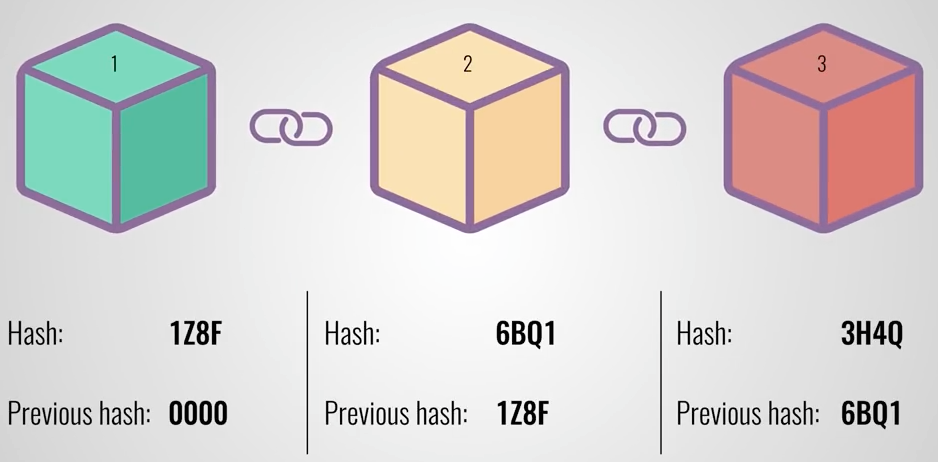 1
2
3
Hash: 1Z8F
Previous hash: 0000
Hash: 6BQ1
Previous hash: 1Z8F
Hash: 3H4Q
Previous hash: 6BQ1